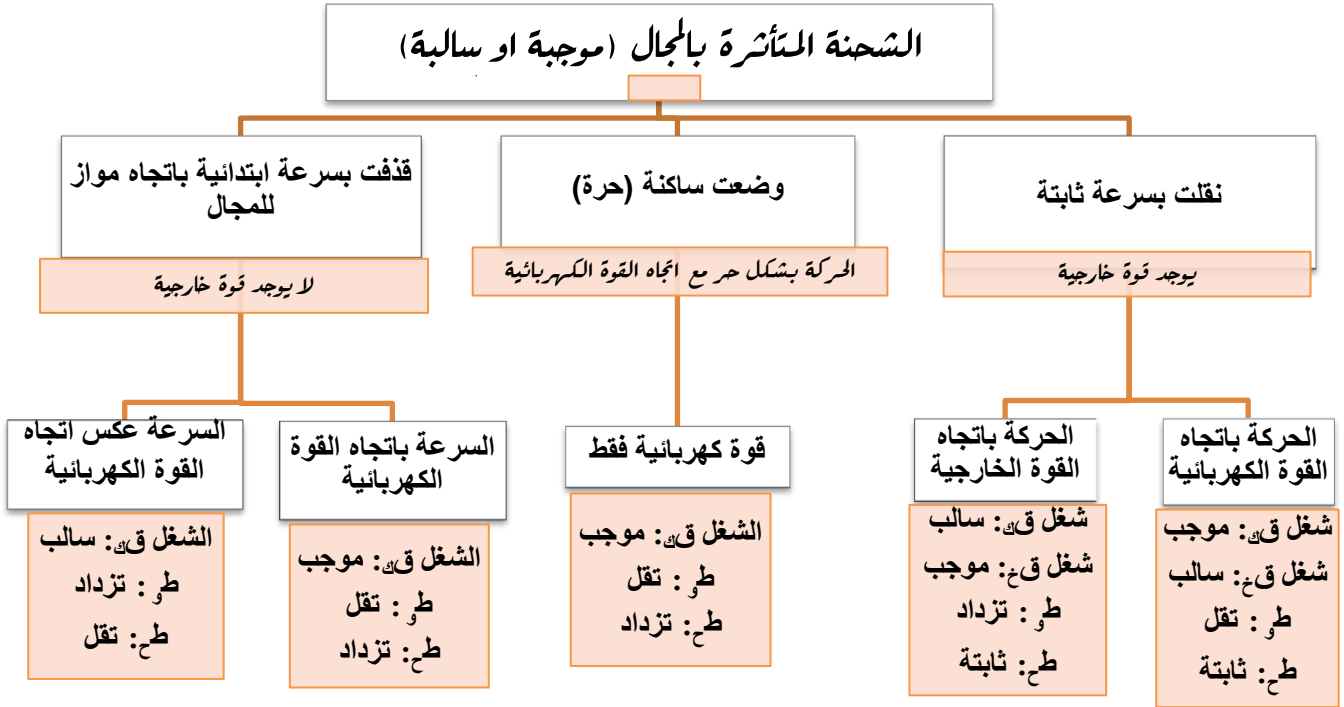 الشحنة المتأثرة بالمجال (موجبة او سالبة)
نقلت بسرعة ثابتة
يوجد قوة خارجية
وضعت ساكنة (حرة)
الحركة بشكل حر مع اتجاه القوة الكهربائية
قذفت بسرعة ابتدائية باتجاه مواز
للمجال
لا يوجد قوة خارجية
الحركة باتجاه
القوة الكهربائية
شغل قك: موجب
شغل قخ: سالب
طو : تقل
طح: ثابتة
الحركة باتجاه
القوة الخارجية
شغل قك: سالب
شغل قخ: موجب
طو : تزداد
طح: ثابتة
قوة كهربائية فقط
الشغل قك: موجب
طو : تقل
طح: تزداد
السرعة باتجاه القوة
الكهربائية
الشغل قك: موجب
طو : تقل
طح: تزداد
السرعة عكس اتجاه
القوة الكهربائية
الشغل قك: سالب
طو : تزداد
طح: تقل